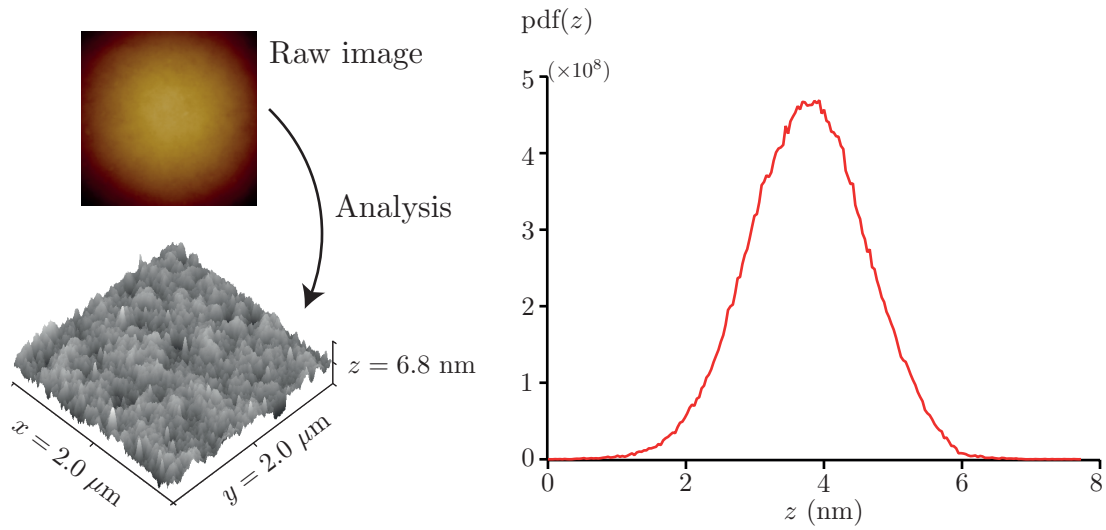 Raw image
Analysis
z = 6.8 nm
x = 2.0 μm
y = 2.0 μm
pdf(z)
(×10⁸)
5
4
3
2
1
0
0 2 4 6 8
z (nm)